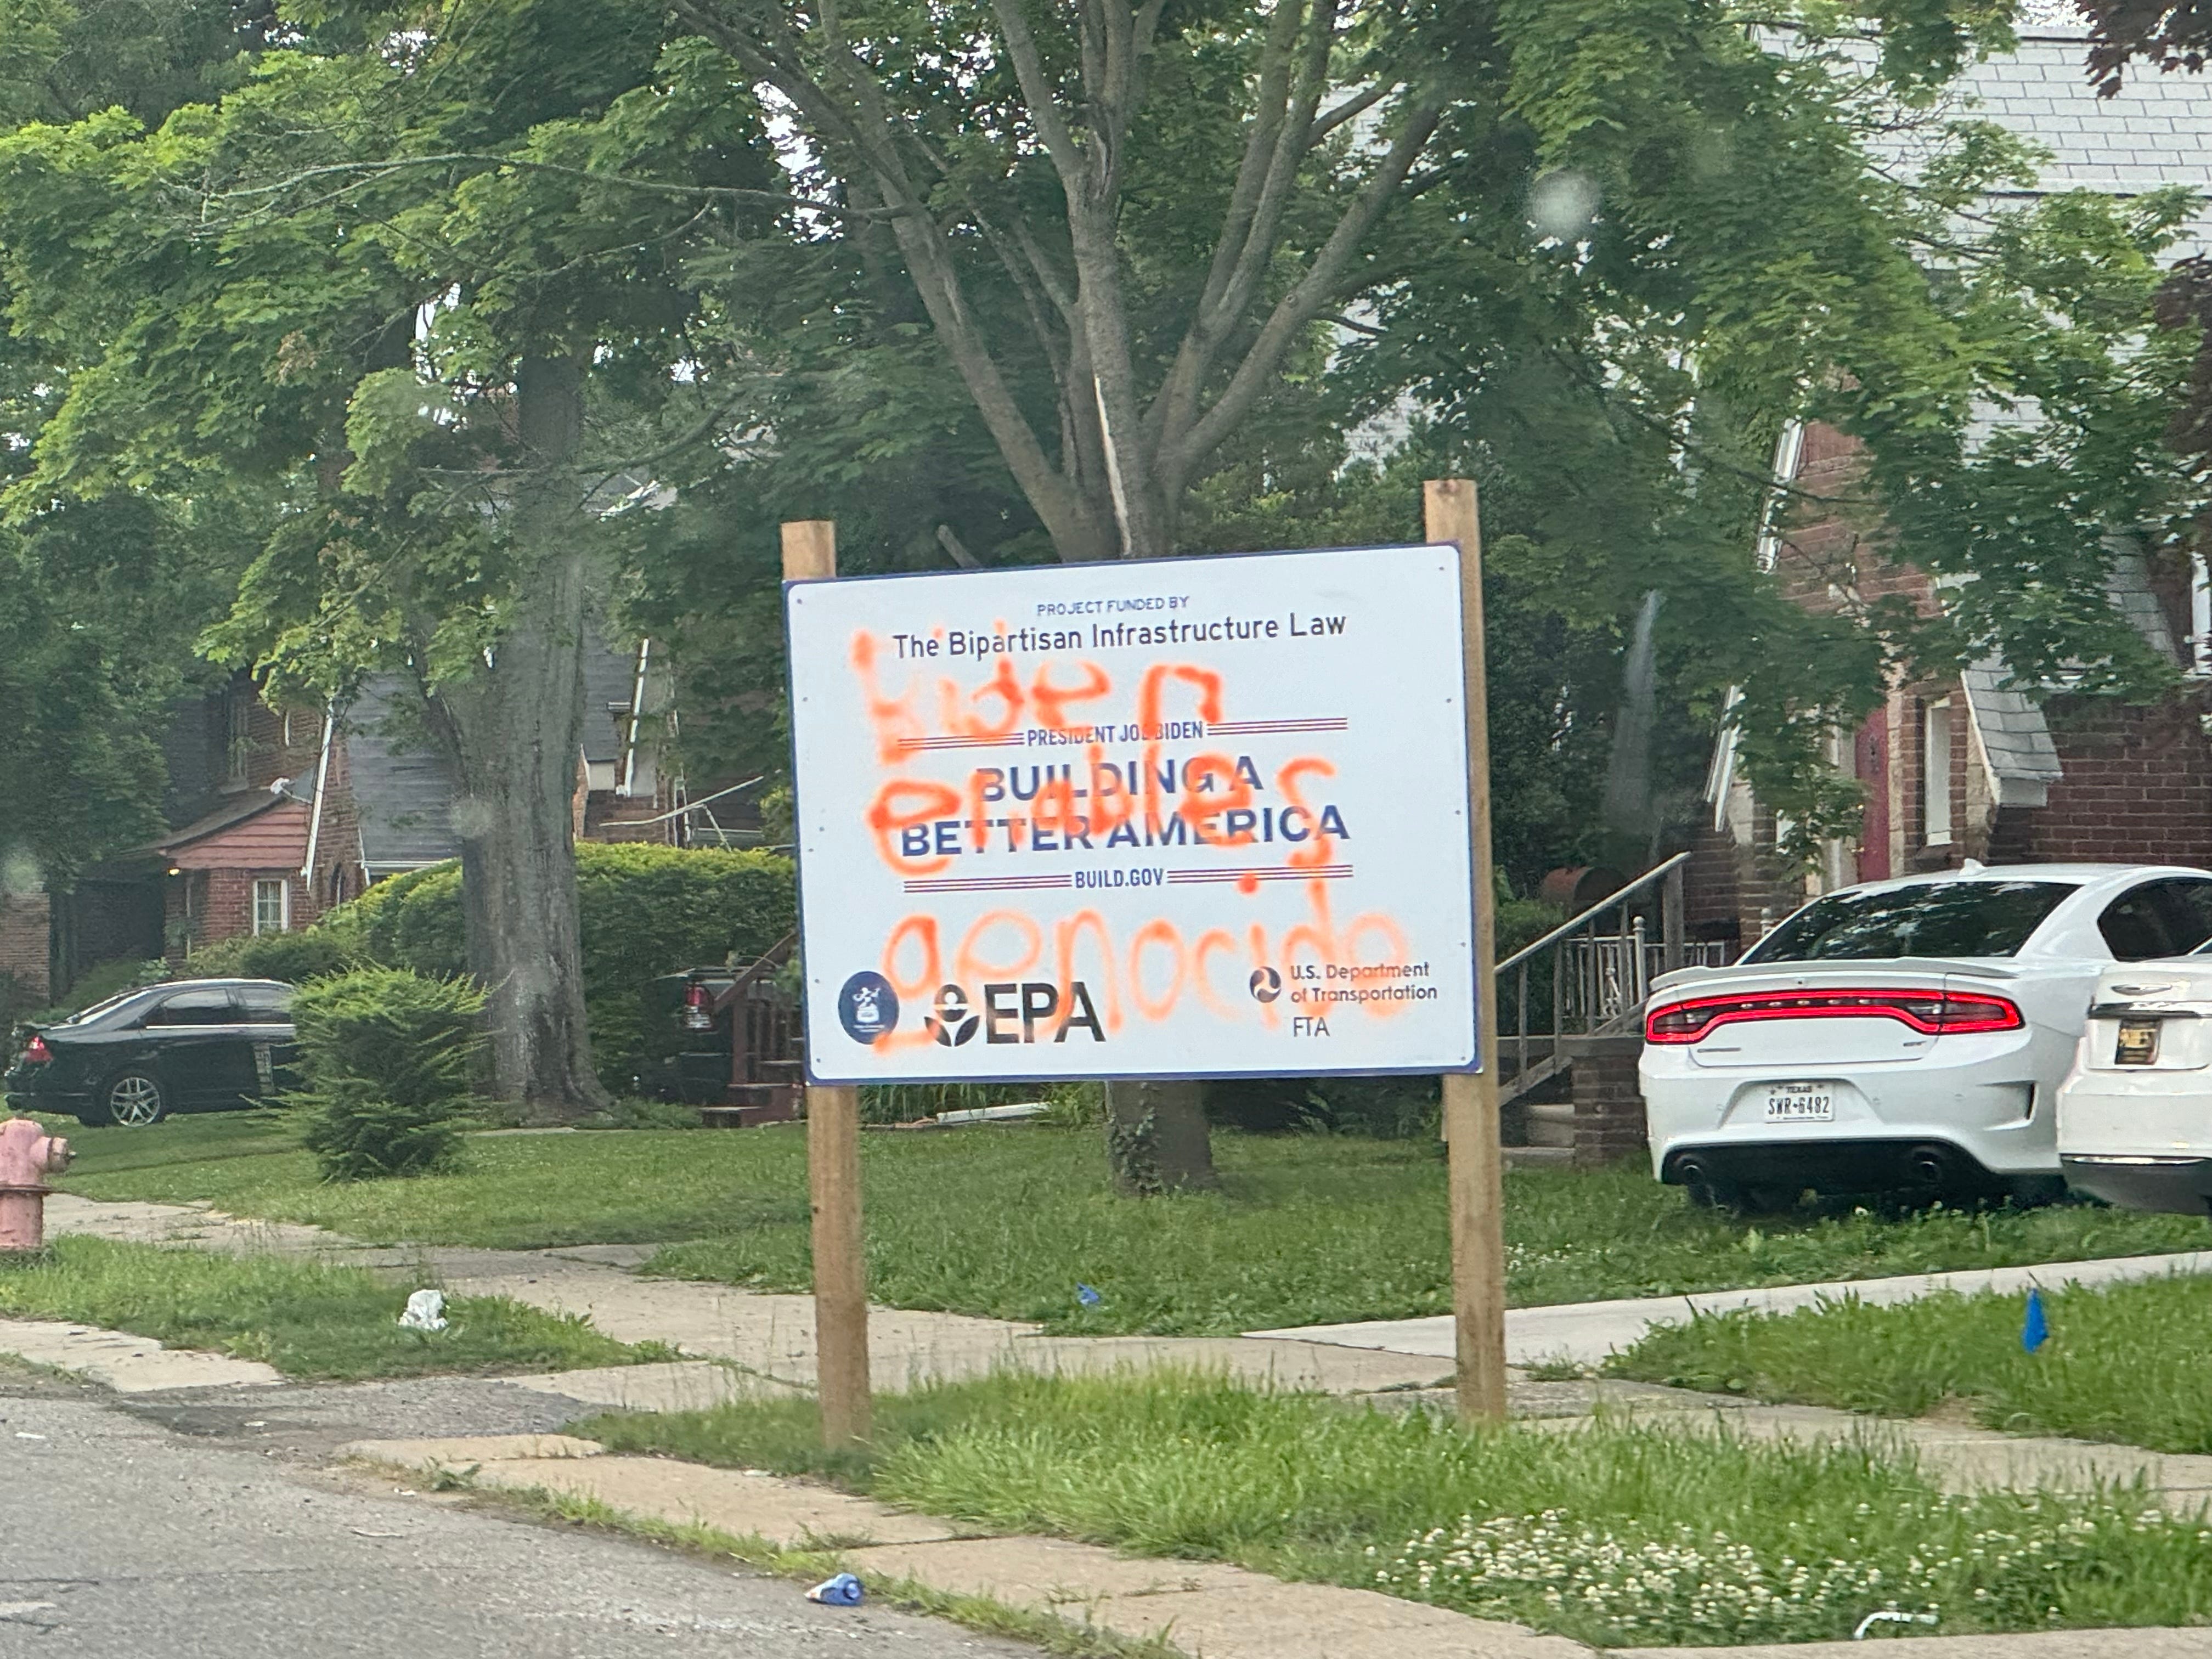 PROJECT FUNDED BY
The Bipartisan Infrastructure Law
biden
PRESIDENT JOE BIDEN
enables
BUILDING A
BETTER AMERICA
BUILD.GOV
genocide
EPA
U.S. Department
of Transportation
FTA
TEXAS
SWR•6482